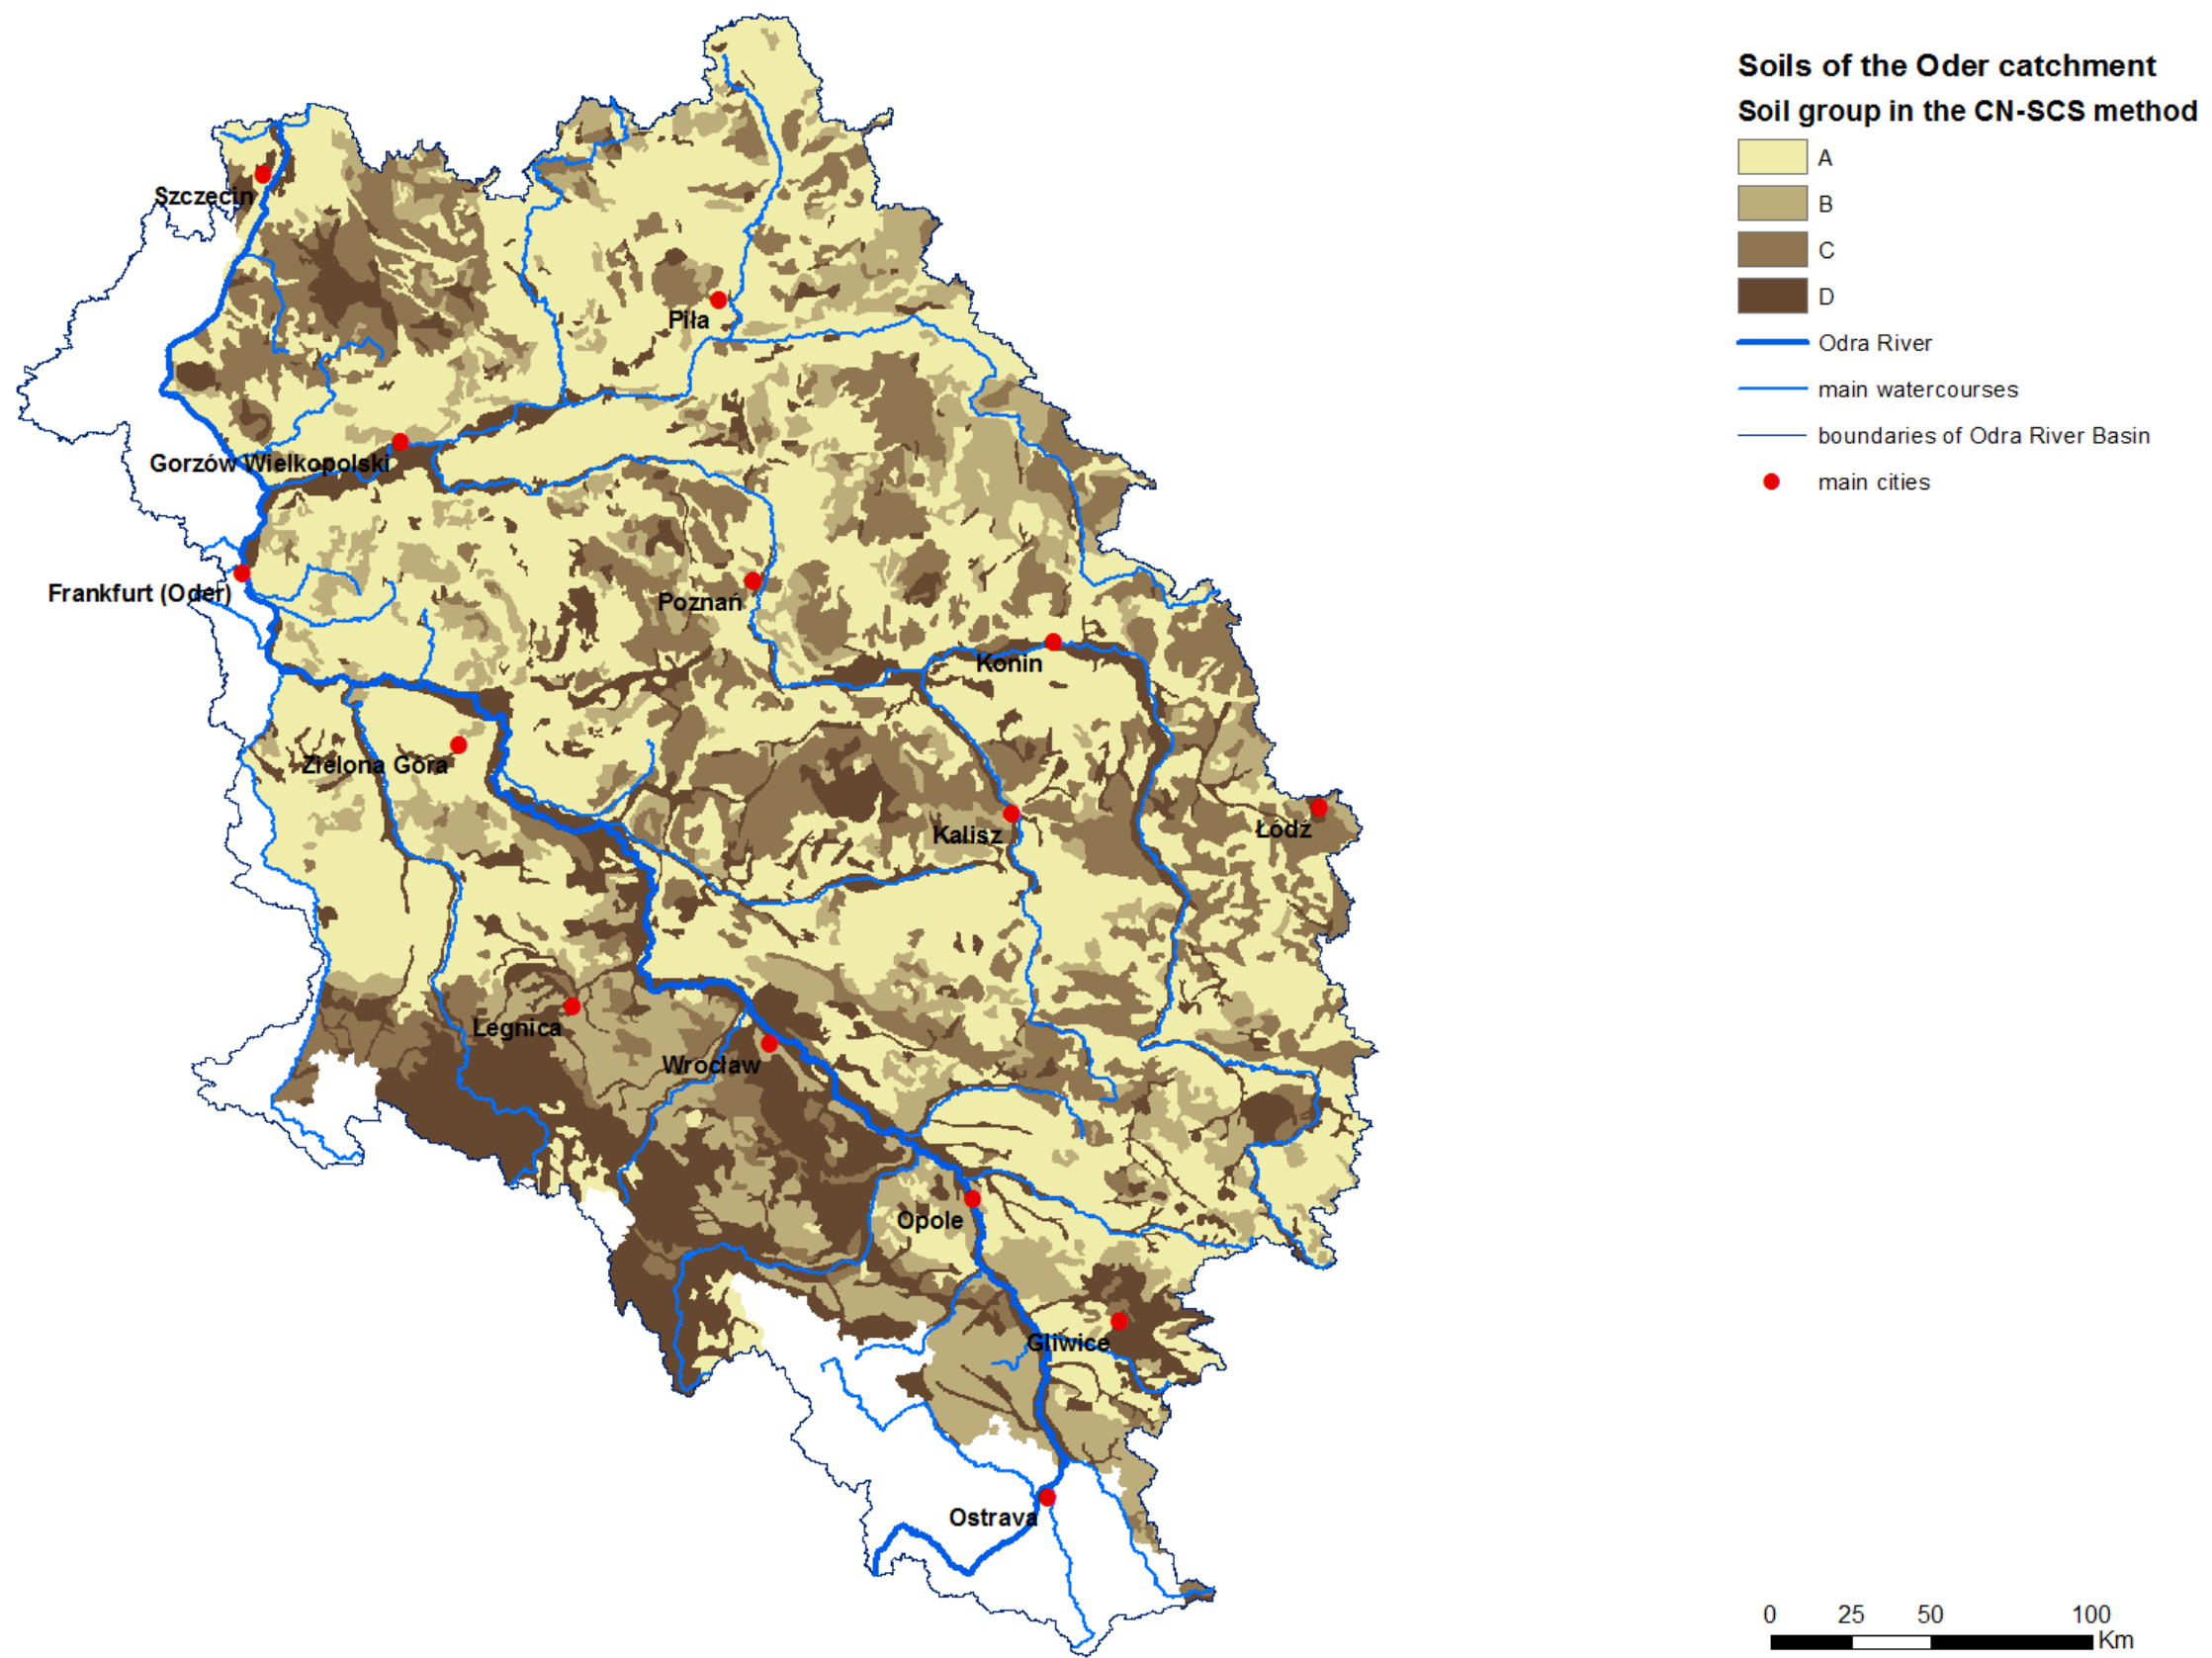 Soils of the Oder catchment
Soil group in the CN-SCS method
A
B
C
D
Odra River
main watercourses
boundaries of Odra River Basin
main cities
Szczecin
Piła
Gorzów Wielkopolski
Frankfurt (Oder)
Poznań
Konin
Zielona Góra
Kalisz
Łódź
Legnica
Wrocław
Opole
Gliwice
Ostrava
0 25 50 100
Km